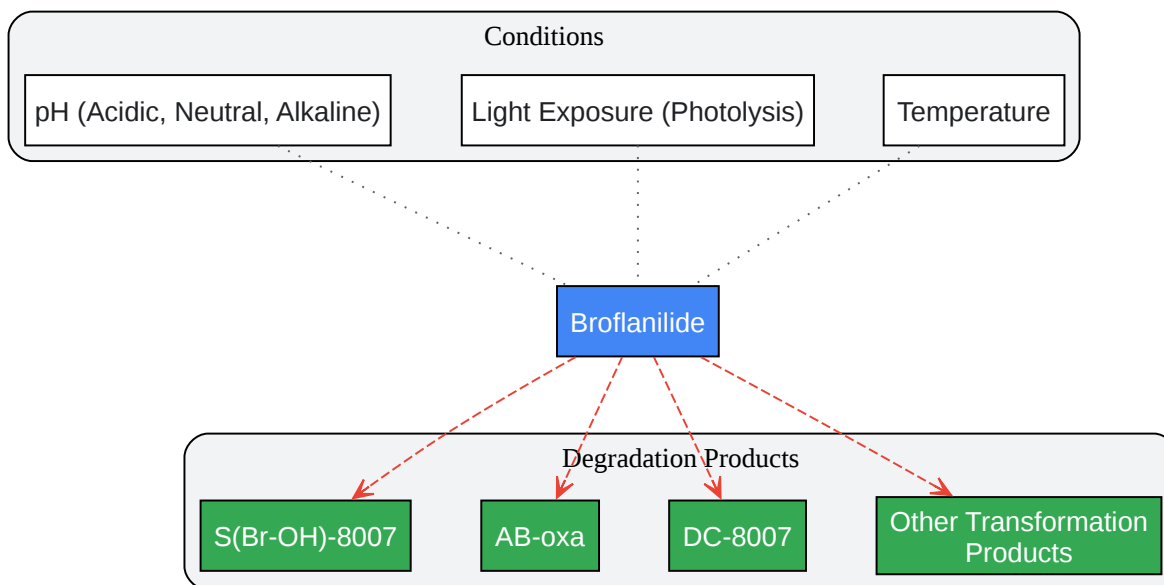 Conditions
pH (Acidic, Neutral, Alkaline)
Light Exposure (Photolysis)
Temperature
Broflanilide
Degradation Products
S(Br-OH)-8007
AB-oxa
DC-8007
Other Transformation
Products